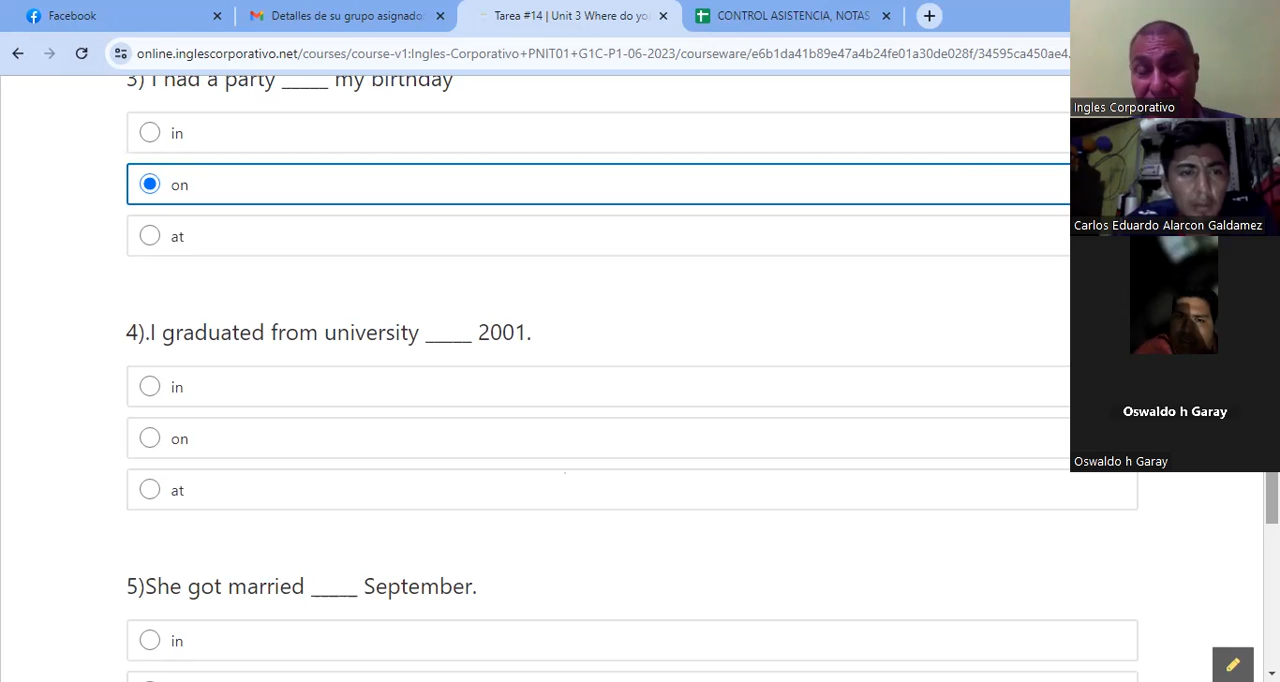 Facebook
Detalles de su grupo asignado
Tarea #14 | Unit 3 Where do yo
CONTROL ASISTENCIA, NOTAS
online.inglescorporativo.net/courses/course-v1:Ingles-Corporativo+PNIT01+G1C-P1-06-2023/courseware/e6b1da41b89e47a4b24fe01a30de028f/34595ca450ae4
3) I had a party ____ my birthday
in
on
at
4).I graduated from university ____ 2001.
in
on
at
5)She got married ____ September.
in
Ingles Corporativo
Carlos Eduardo Alarcon Galdamez
Oswaldo h Garay
Oswaldo h Garay